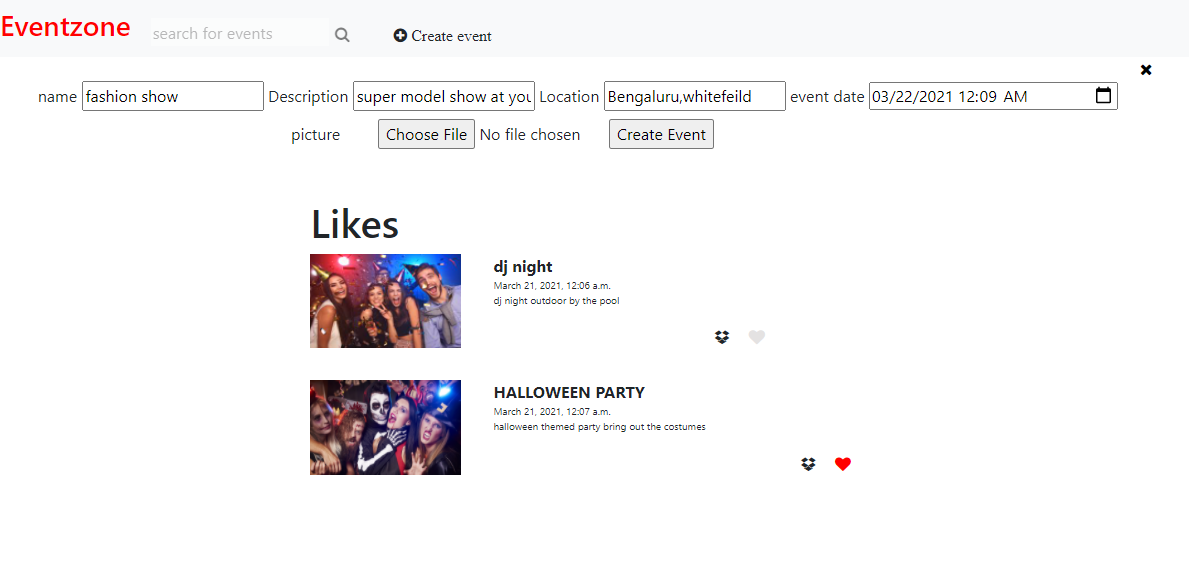 Eventzone search for events Create event
name fashion show Description super model show at you Location Bengaluru,whitefeild event date 03/22/2021 12:09 AM
picture Choose File No file chosen Create Event
Likes
dj night
March 21, 2021, 12:06 a.m.
dj night outdoor by the pool
HALLOWEEN PARTY
March 21, 2021, 12:07 a.m.
halloween themed party bring out the costumes